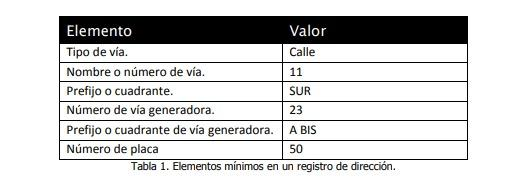 Elemento Valor
Tipo de vía. Calle
Nombre o número de vía. 11
Prefijo o cuadrante. SUR
Número de vía generadora. 23
Prefijo o cuadrante de vía generadora. A BIS
Número de placa 50
Tabla 1. Elementos mínimos en un registro de dirección.